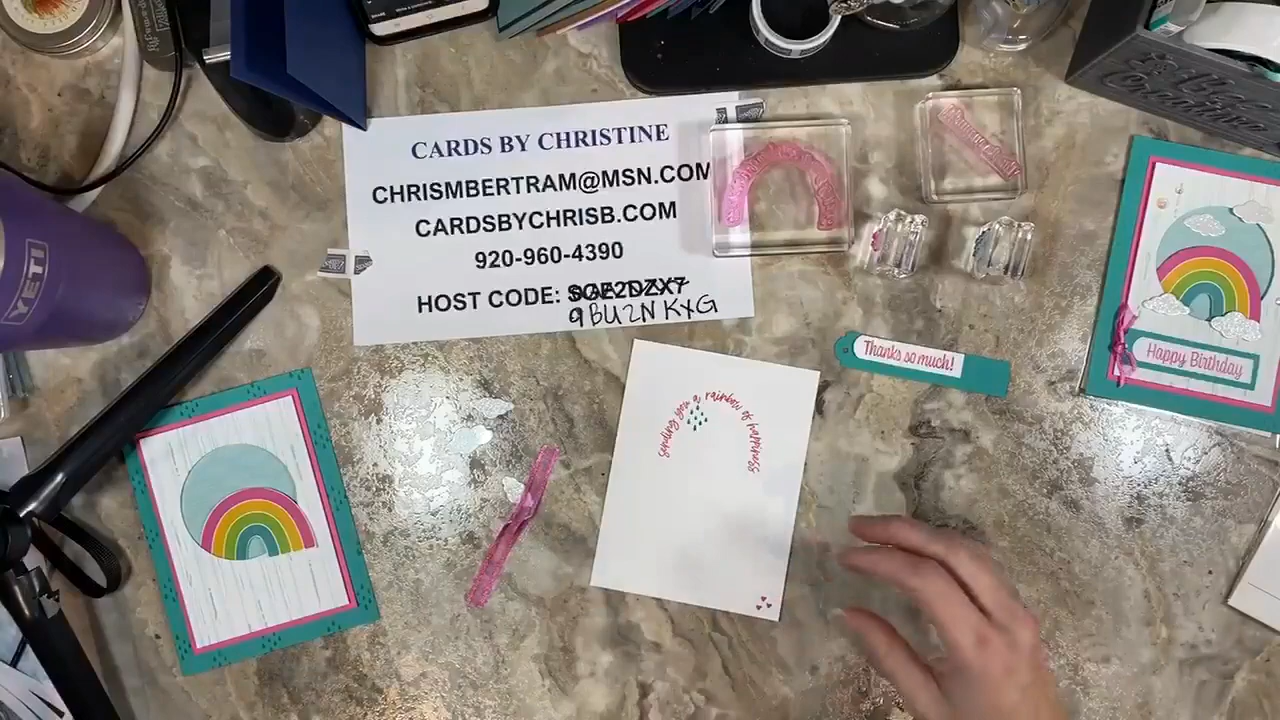 CARDS BY CHRISTINE
CHRISMBERTRAM@MSN.COM
CARDSBYCHRISB.COM
920-960-4390
HOST CODE: SGE2DZX7
9BU2NKXG
YETI
Thanks so much!
sending you a rainbow of happiness
Happy Birthday